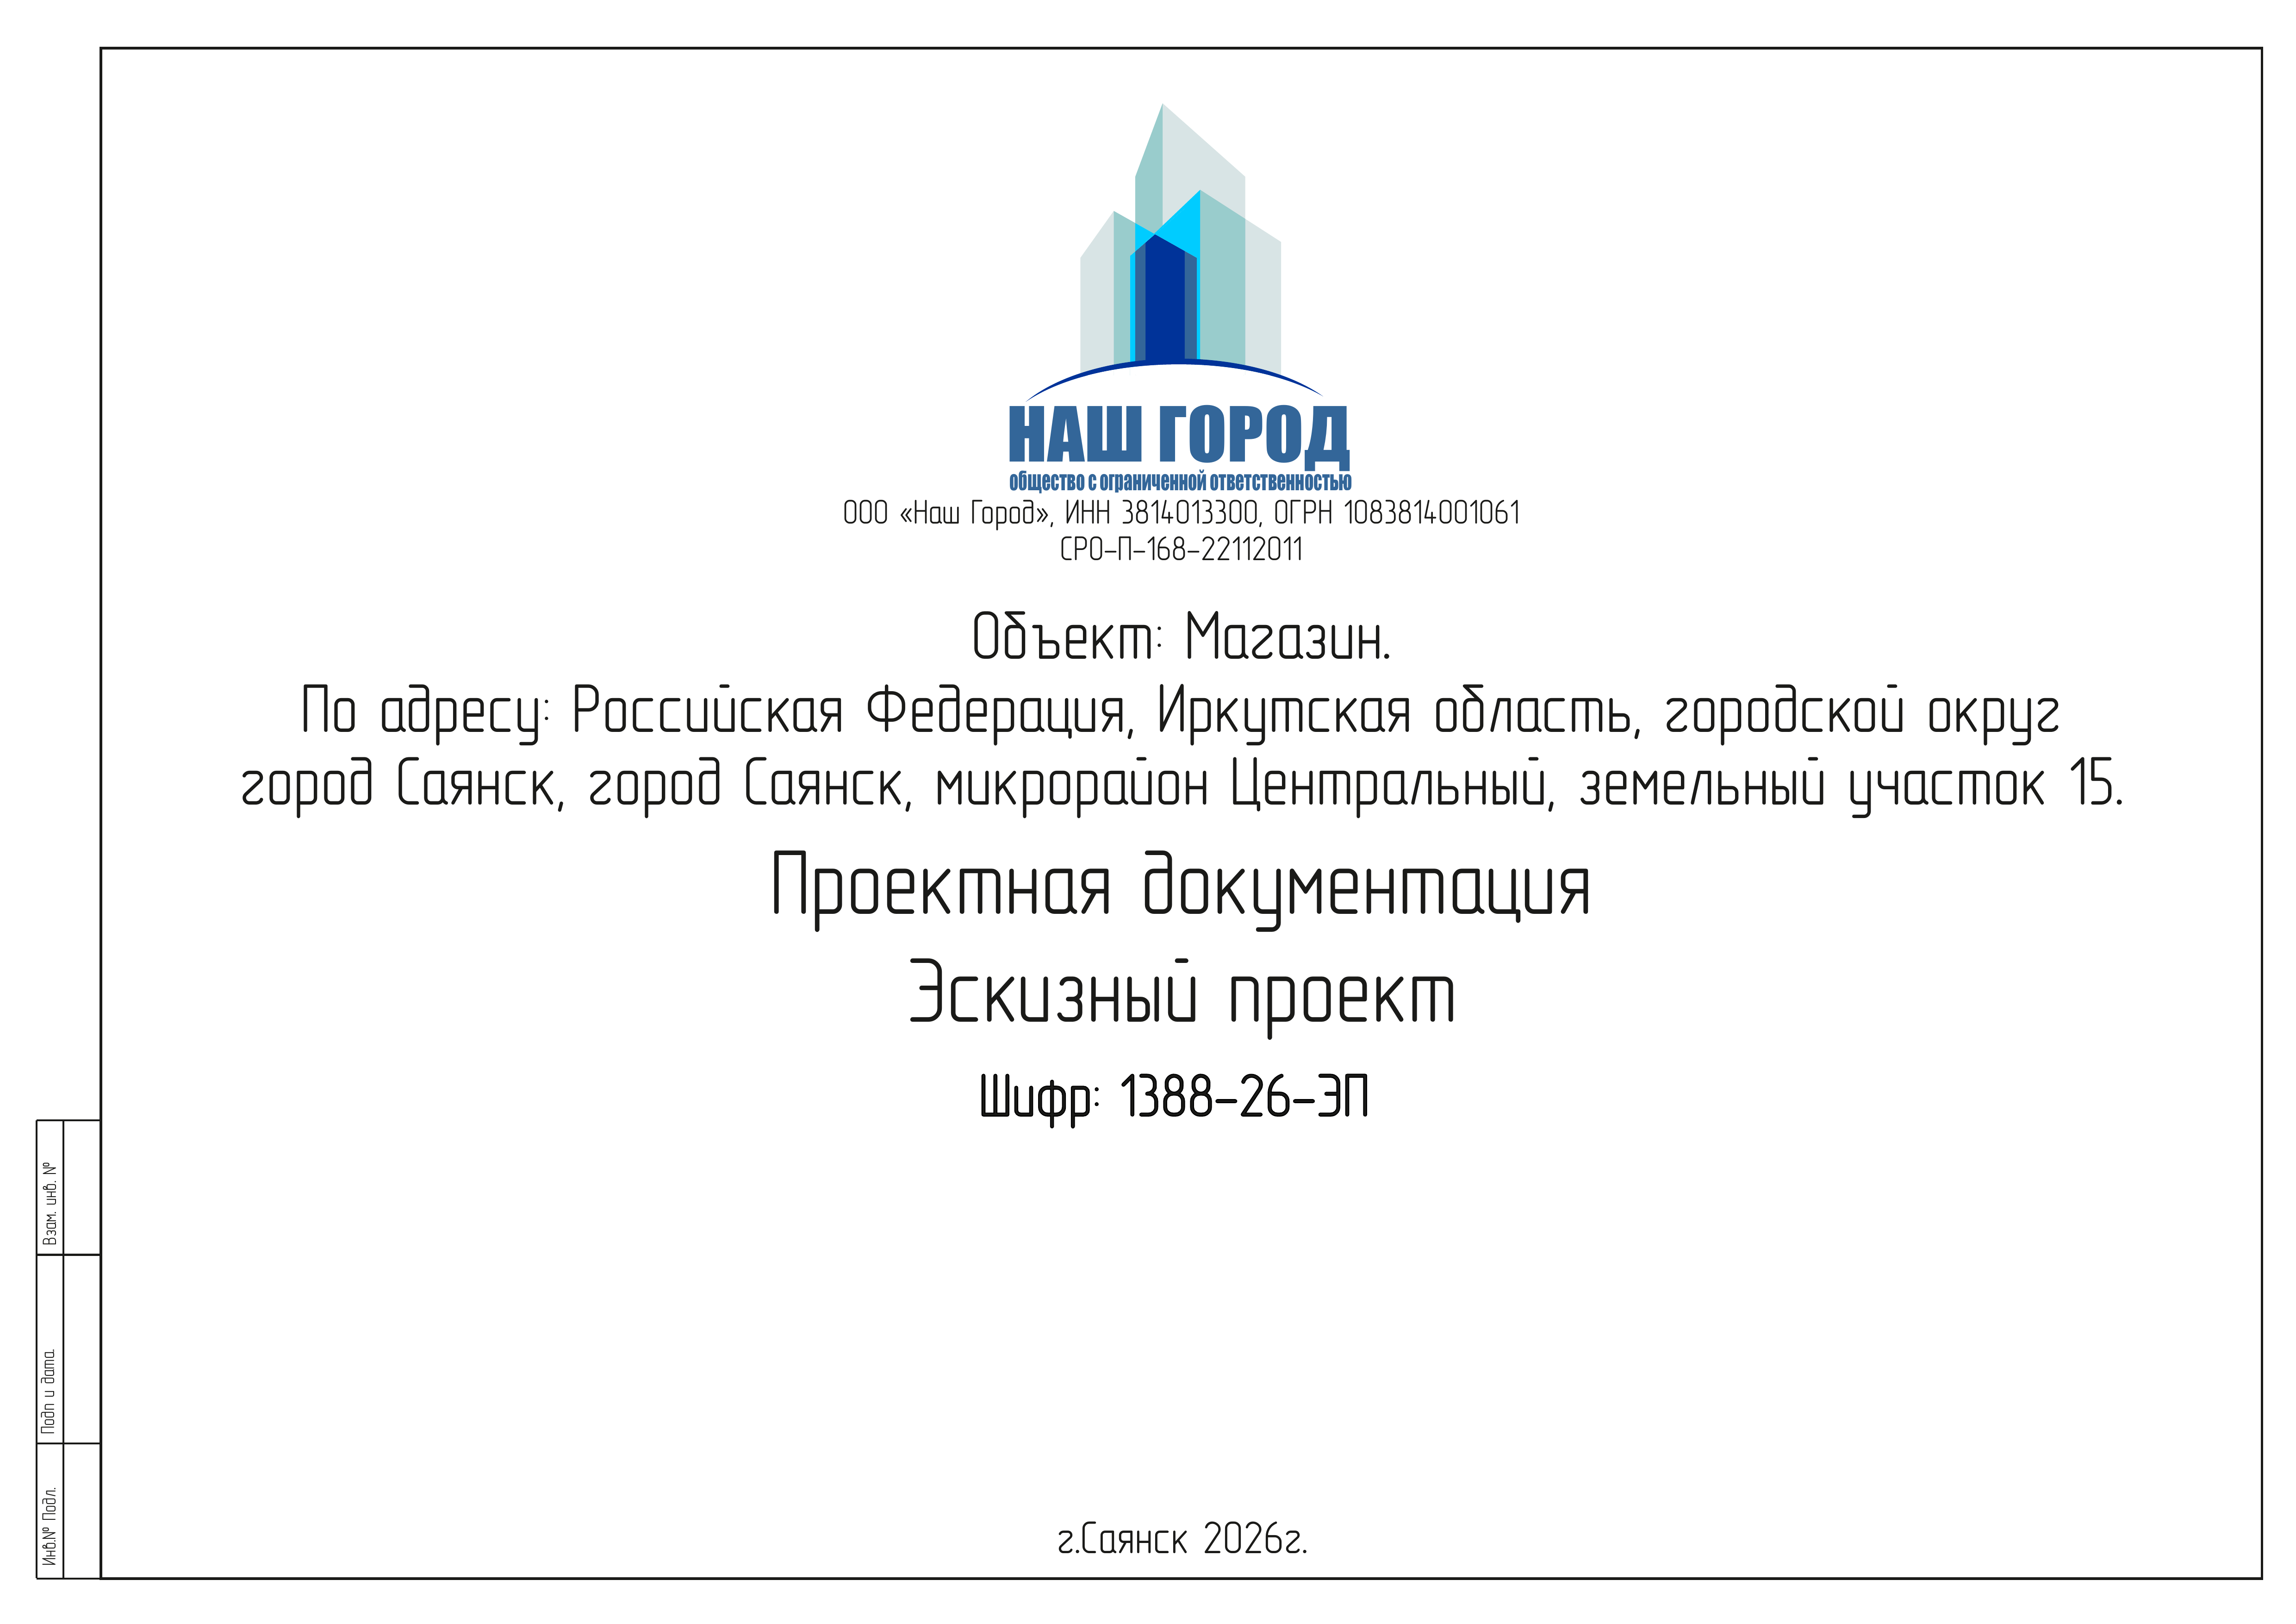 НАШ ГОРОД
общество с ограниченной ответственностью
ООО «Наш Город», ИНН 3814013300, ОГРН 1083814001061
СРО-П-168-22112011
Объект: Магазин.
По адресу: Российская Федерация, Иркутская область, городской округ
город Саянск, город Саянск, микрорайон Центральный, земельный участок 15.
Проектная документация
Эскизный проект
Шифр: 1388-26-ЭП
Взам. инв. №
Подп и дата.
Инв.№ Подл.
г.Саянск 2026г.